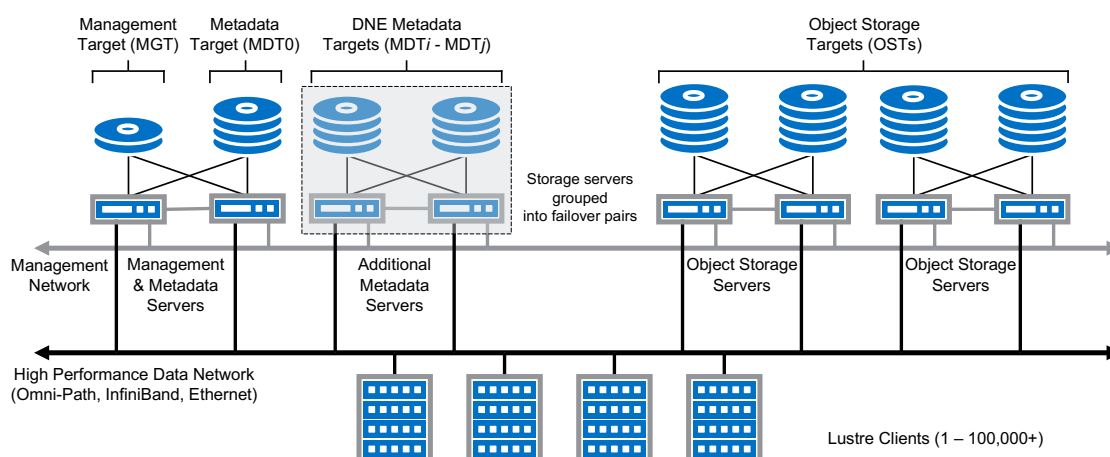 Management
Target (MGT)
Metadata
Target (MDT0)
DNE Metadata
Targets (MDTi - MDTj)
Object Storage
Targets (OSTs)
Storage servers
grouped
into failover pairs
Management
Network
Management
& Metadata
Servers
Additional
Metadata
Servers
Object Storage
Servers
Object Storage
Servers
High Performance Data Network
(Omni-Path, InfiniBand, Ethernet)
Lustre Clients (1 – 100,000+)